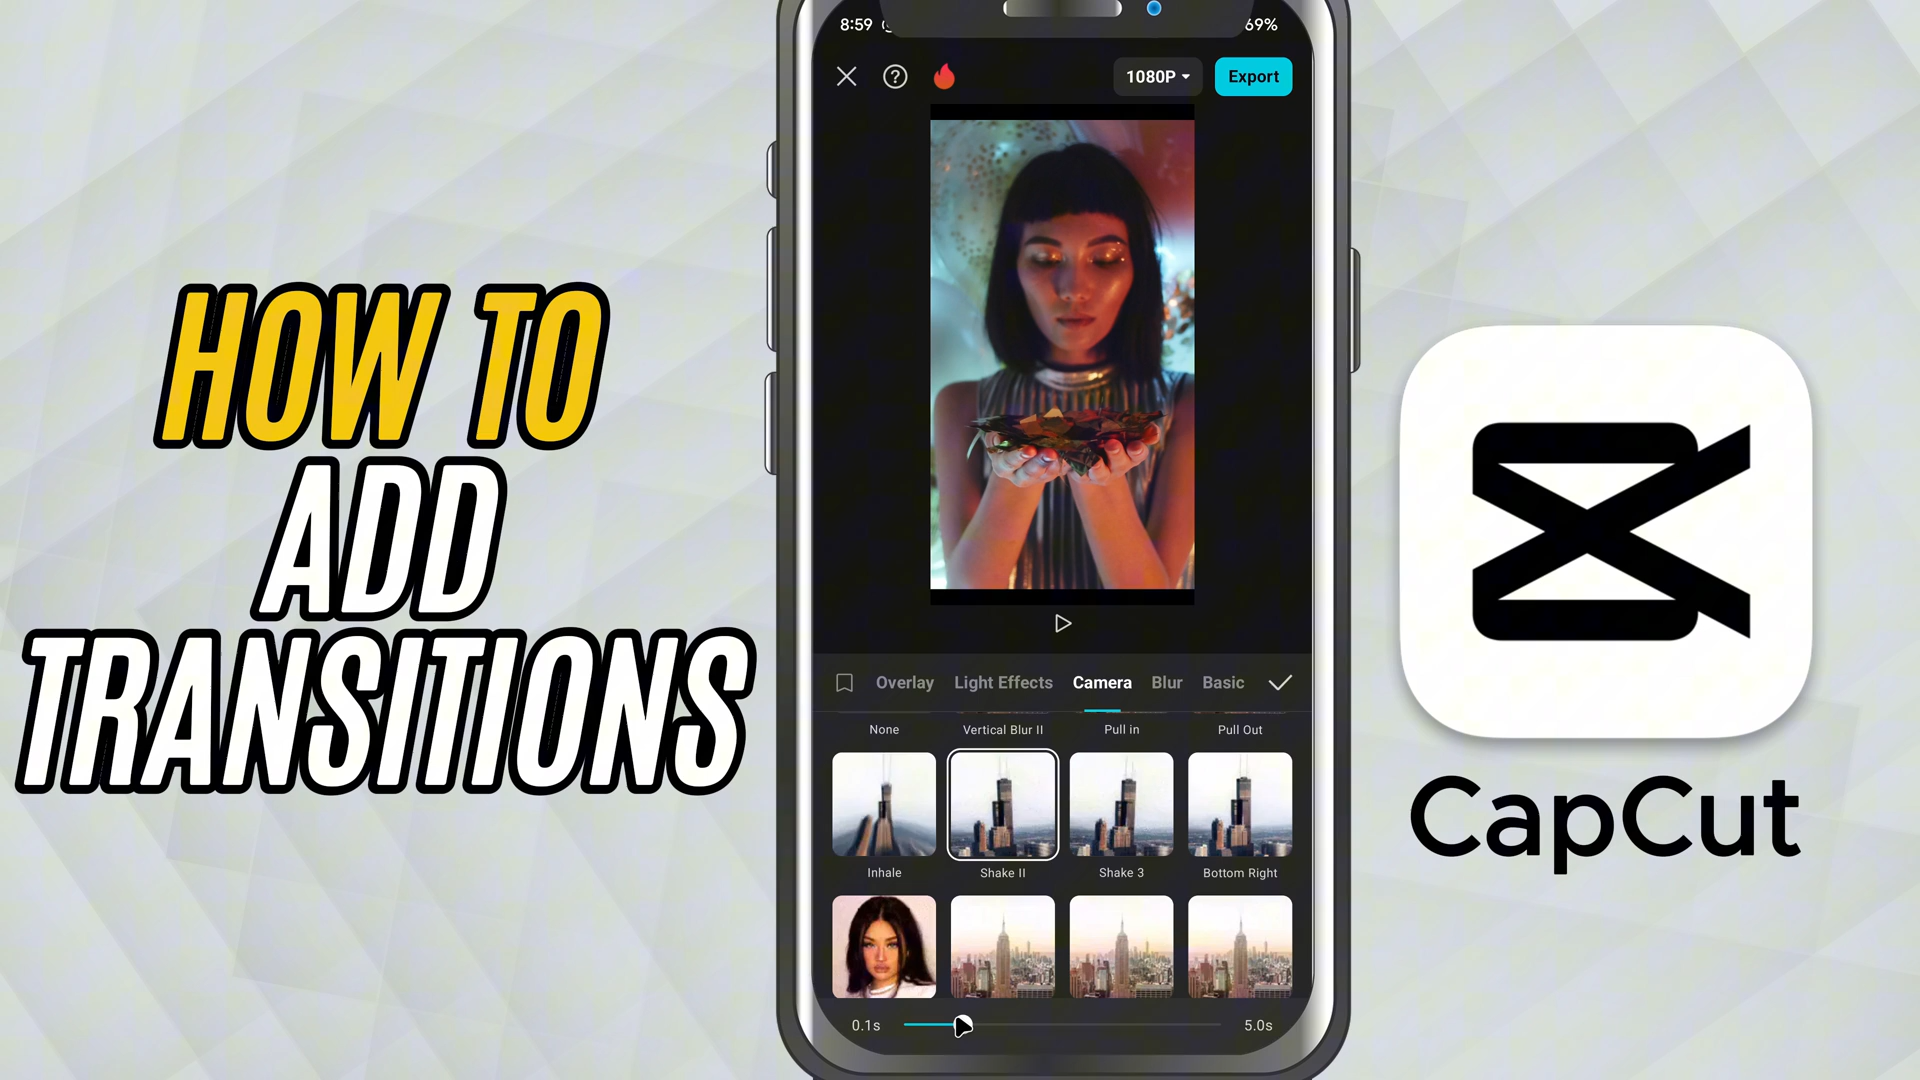 HOW TO
ADD
TRANSITIONS
8:59
69%
1080P
Export
Overlay
Light Effects
Camera
Blur
Basic
None
Vertical Blur II
Pull in
Pull Out
Inhale
Shake II
Shake 3
Bottom Right
0.1s
5.0s
CapCut